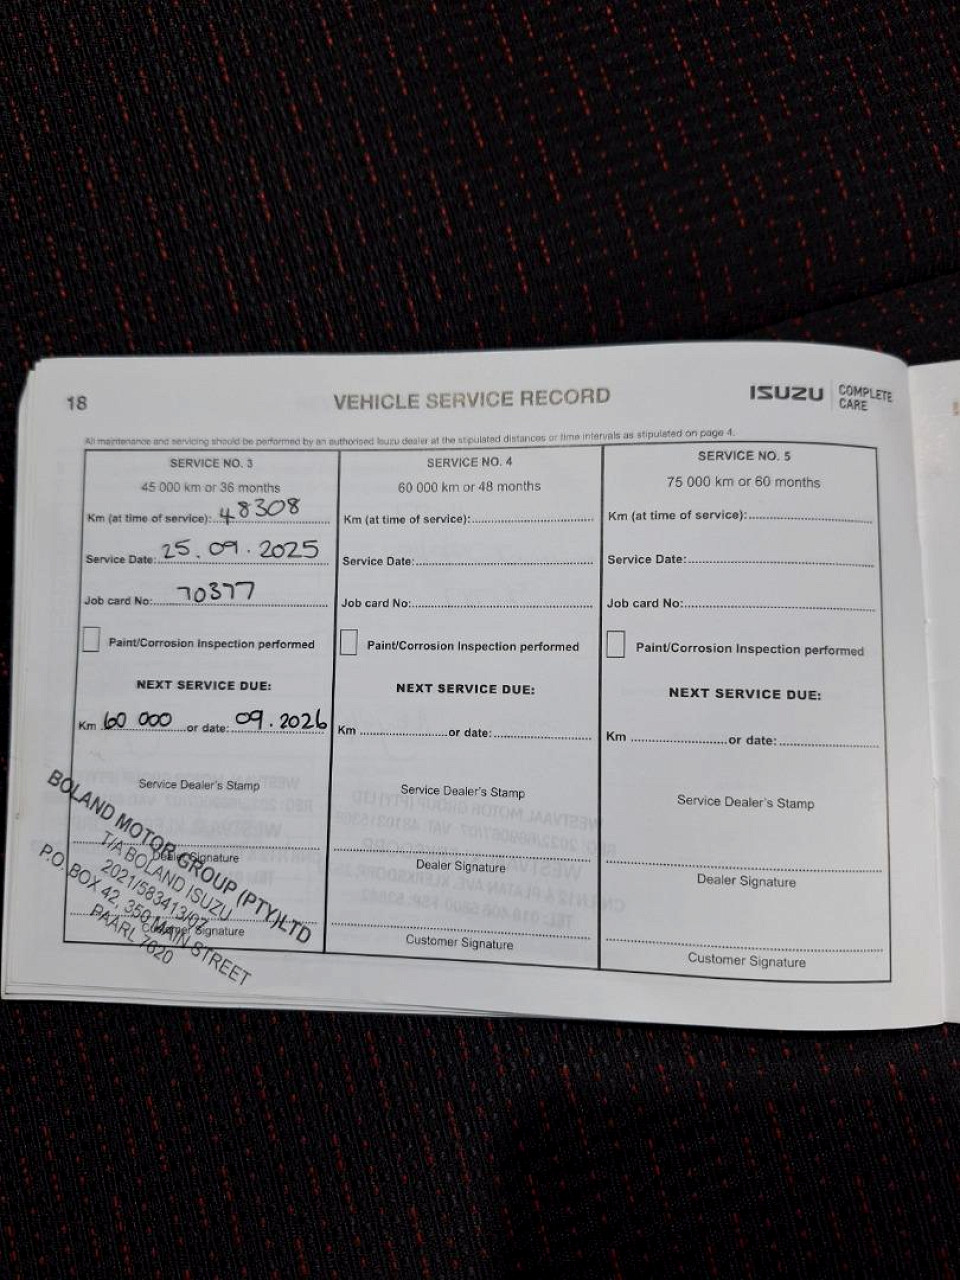 18
VEHICLE SERVICE RECORD
ISUZU COMPLETE CARE
All maintenance and servicing should be performed by an authorised Isuzu dealer at the stipulated distances or time intervals as stipulated on page 4.
SERVICE NO. 3
45 000 km or 36 months
Km (at time of service): 48308
Service Date: 25.09.2025
Job card No: 70377
Paint/Corrosion Inspection performed
NEXT SERVICE DUE:
Km 60 000 or date: 09.2026
Service Dealer's Stamp
Dealer Signature
Customer Signature
BOLAND MOTOR GROUP (PTY)LTD
T/A BOLAND ISUZU
2021/583413/07
P.O. BOX 42, 350 MAIN STREET
PAARL 7620
SERVICE NO. 4
60 000 km or 48 months
Km (at time of service):
Service Date:
Job card No:
Paint/Corrosion Inspection performed
NEXT SERVICE DUE:
Km or date:
Service Dealer's Stamp
Dealer Signature
Customer Signature
SERVICE NO. 5
75 000 km or 60 months
Km (at time of service):
Service Date:
Job card No:
Paint/Corrosion Inspection performed
NEXT SERVICE DUE:
Km or date:
Service Dealer's Stamp
Dealer Signature
Customer Signature